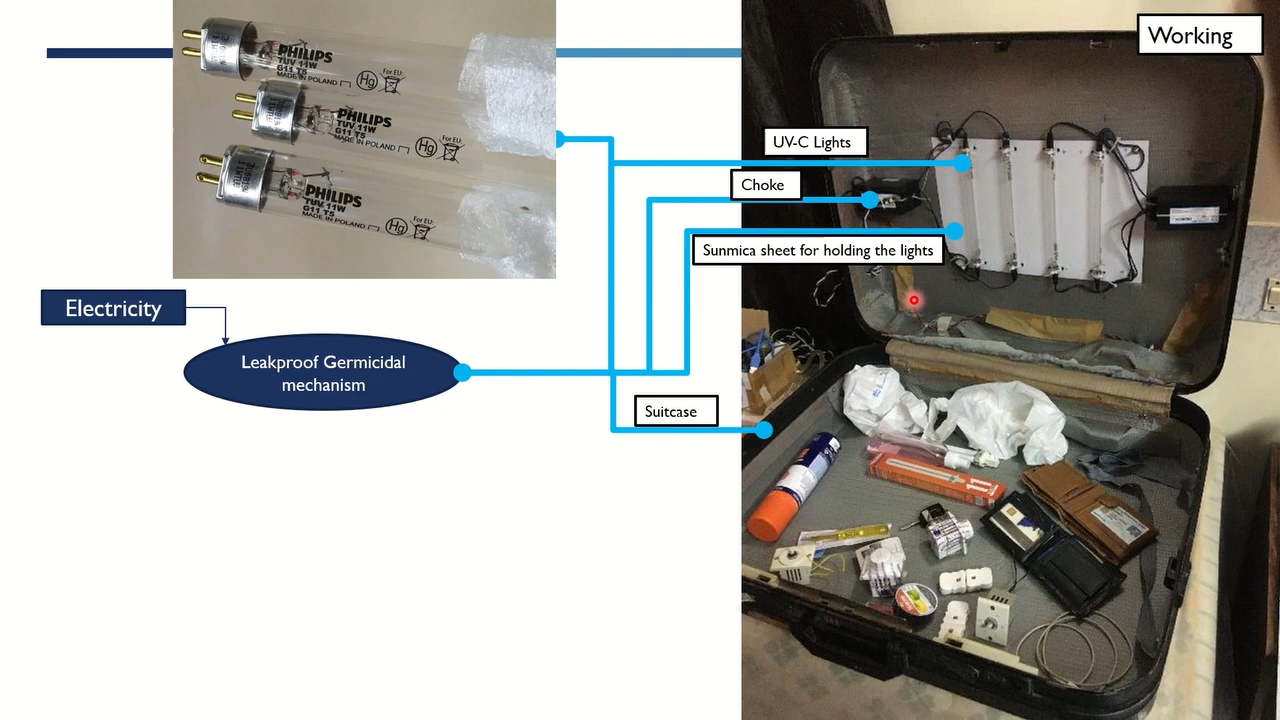 Working
PHILIPS
TUV 11W
G11 T5
MADE IN POLAND
Hg
For EU:
PHILIPS
TUV 11W
G11 T5
MADE IN POLAND
Hg
For EU:
PHILIPS
TUV 11W
G11 T5
MADE IN POLAND
Hg
For EU:
UV-C Lights
Choke
Sunmica sheet for holding the lights
Electricity
Leakproof Germicidal
mechanism
Suitcase
11